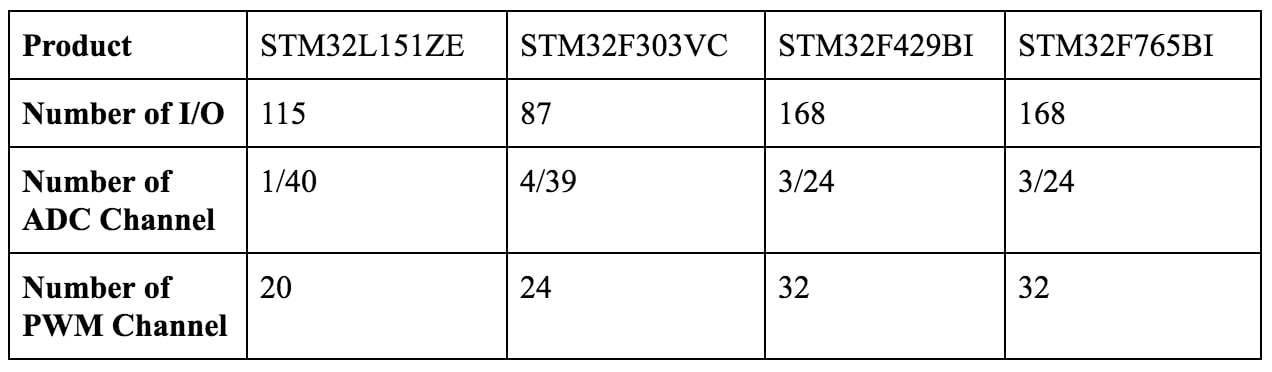 Product STM32L151ZE STM32F303VC STM32F429BI STM32F765BI
Number of I/O 115 87 168 168
Number of 1/40 4/39 3/24 3/24
ADC Channel
Number of 20 24 32 32
PWM Channel